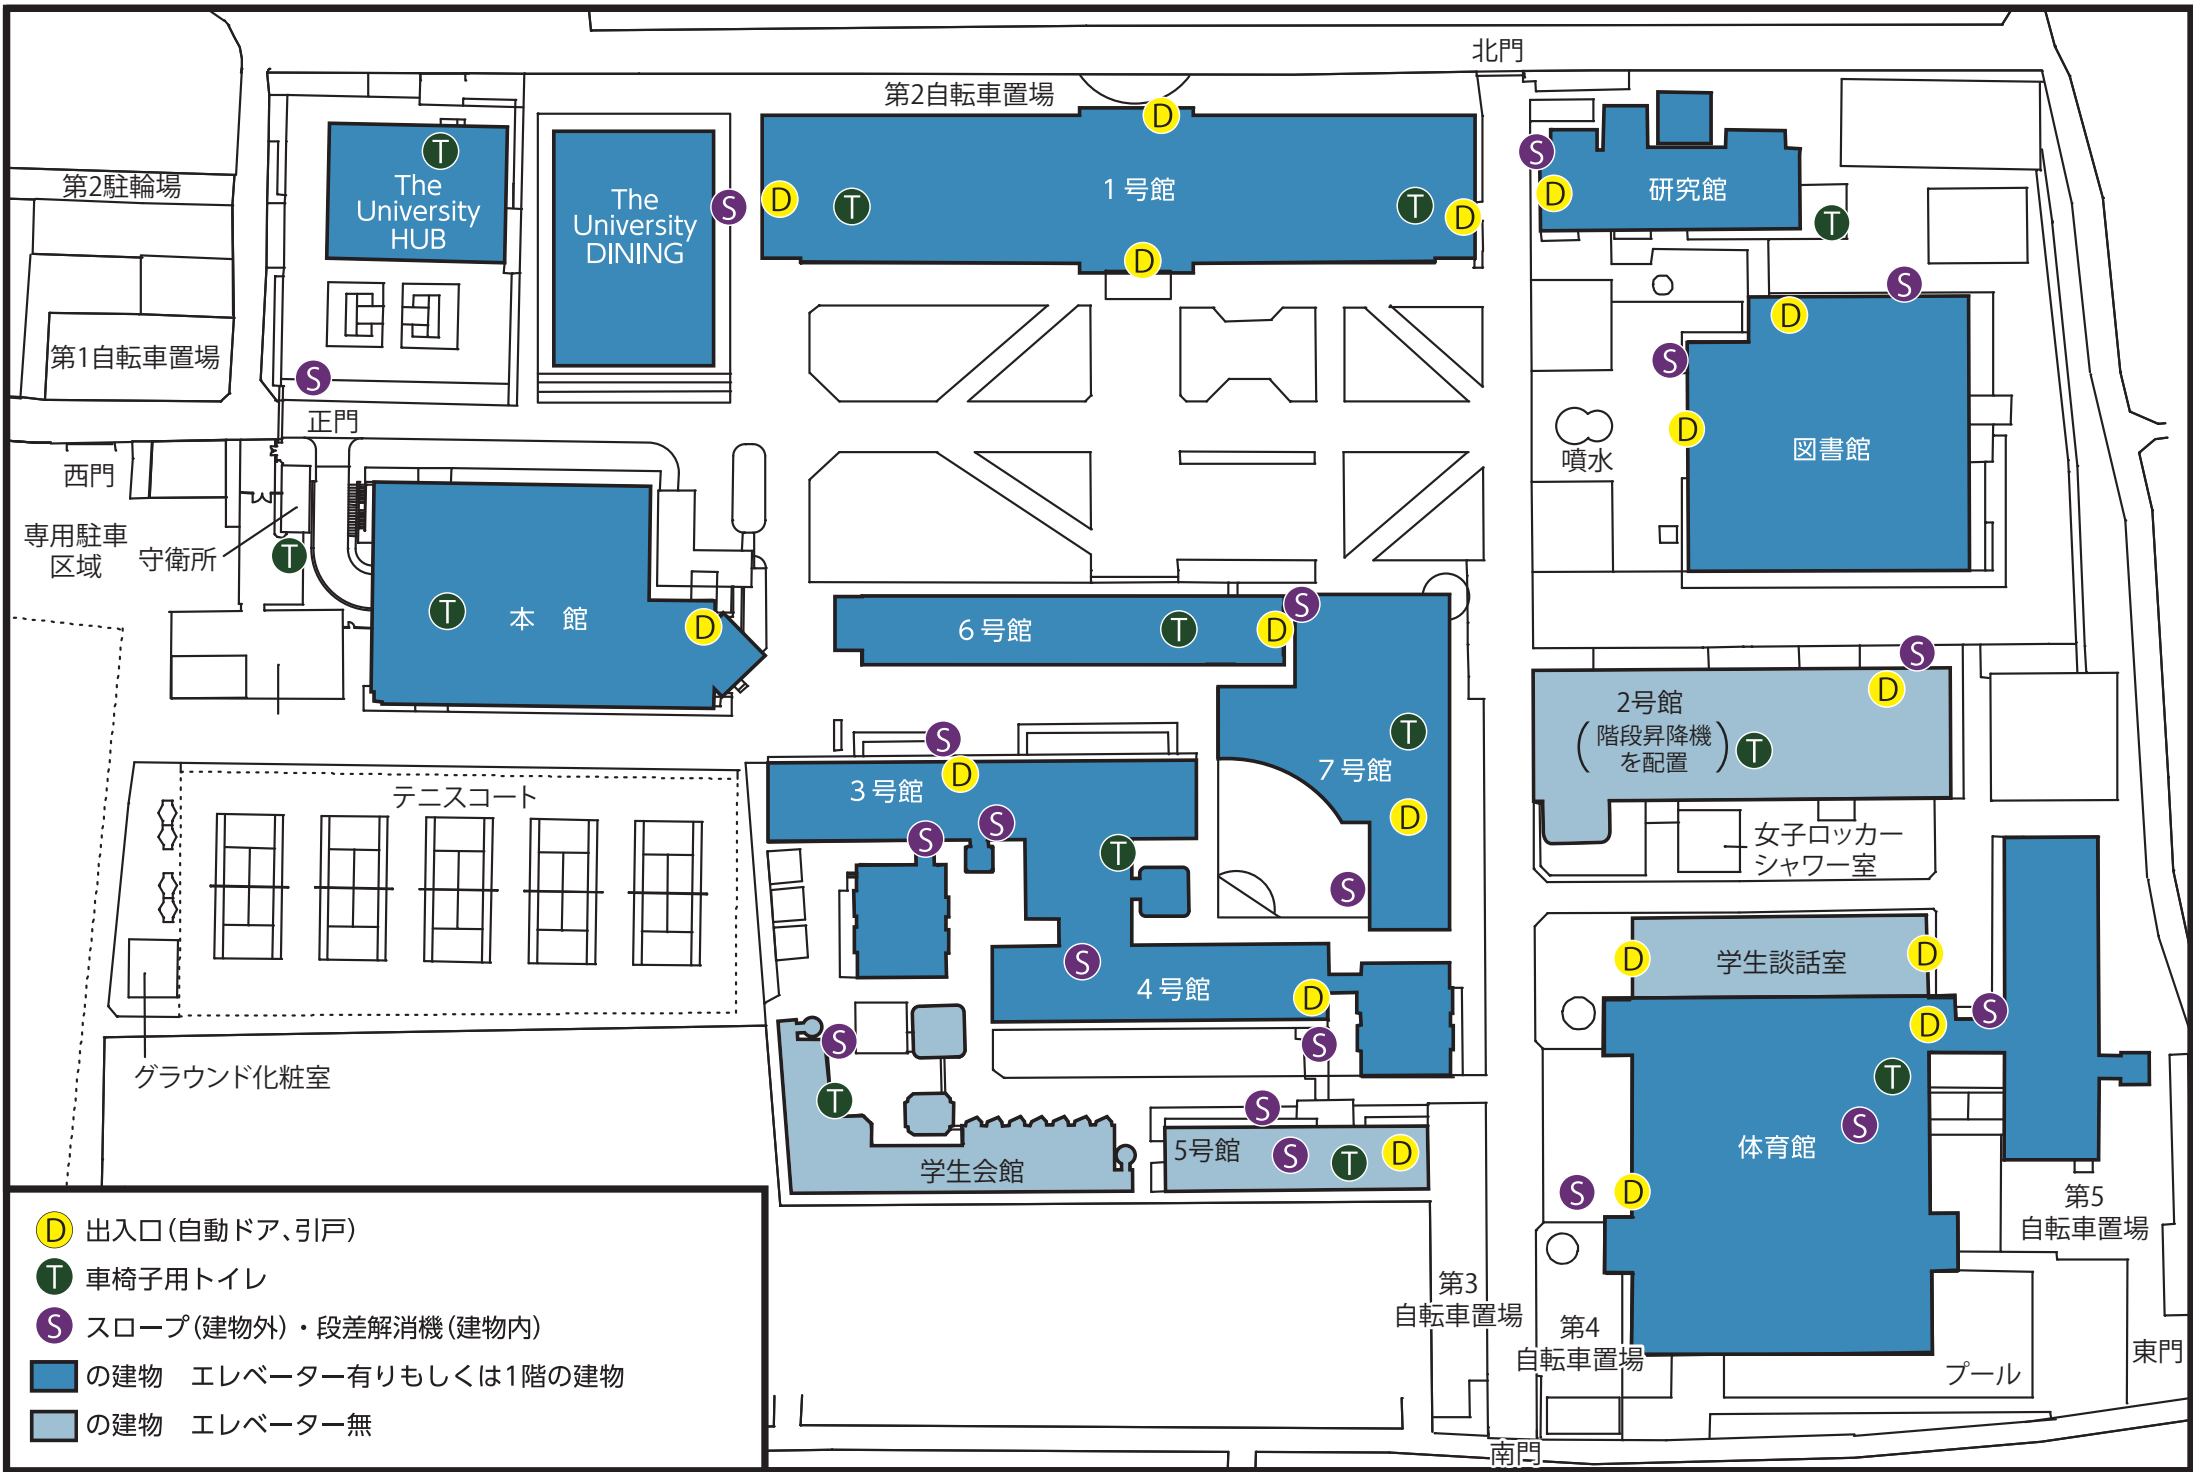 北門
第2自転車置場
D
T
The
University
HUB
The
University
DINING
S
D
T
1号館
T
D
D
S
D
研究館
T
第2駐輪場
第1自転車置場
S
正門
S
D
S
D
図書館
噴水
西門
専用駐車
区域
守衛所
T
T
本 館
D
6号館
T
D
S
S
D
2号館
(階段昇降機
を配置)
T
女子ロッカー
シャワー室
テニスコート
S
3号館
D
S
S
T
7号館
T
D
S
S
4号館
D
S
D
学生談話室
D
D
S
T
S
体育館
S
D
グラウンド化粧室
S
T
学生会館
S
5号館
S
T
D
第5
自転車置場
第3
自転車置場
第4
自転車置場
プール
東門
南門
D 出入口(自動ドア、引戸)
T 車椅子用トイレ
S スロープ(建物外)・段差解消機(建物内)
の建物 エレベーター有りもしくは1階の建物
の建物 エレベーター無